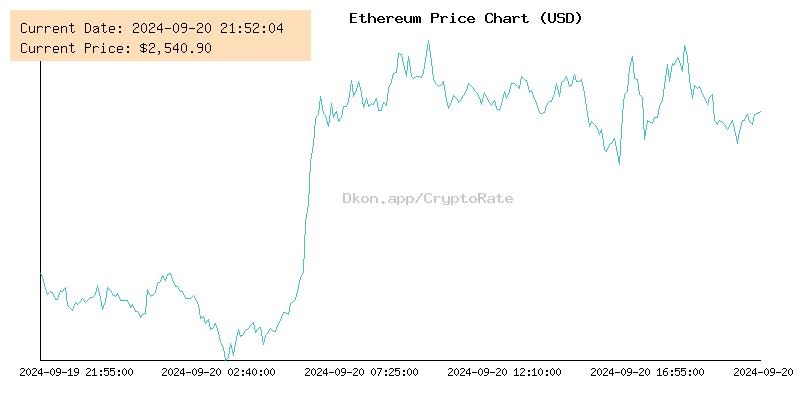 Ethereum Price Chart (USD)
Current Date: 2024-09-20 21:52:04
Current Price: $2,540.90
Dkon.app/CryptoRate
2024-09-19 21:55:00 2024-09-20 02:40:00 2024-09-20 07:25:00 2024-09-20 12:10:00 2024-09-20 16:55:00 2024-09-20